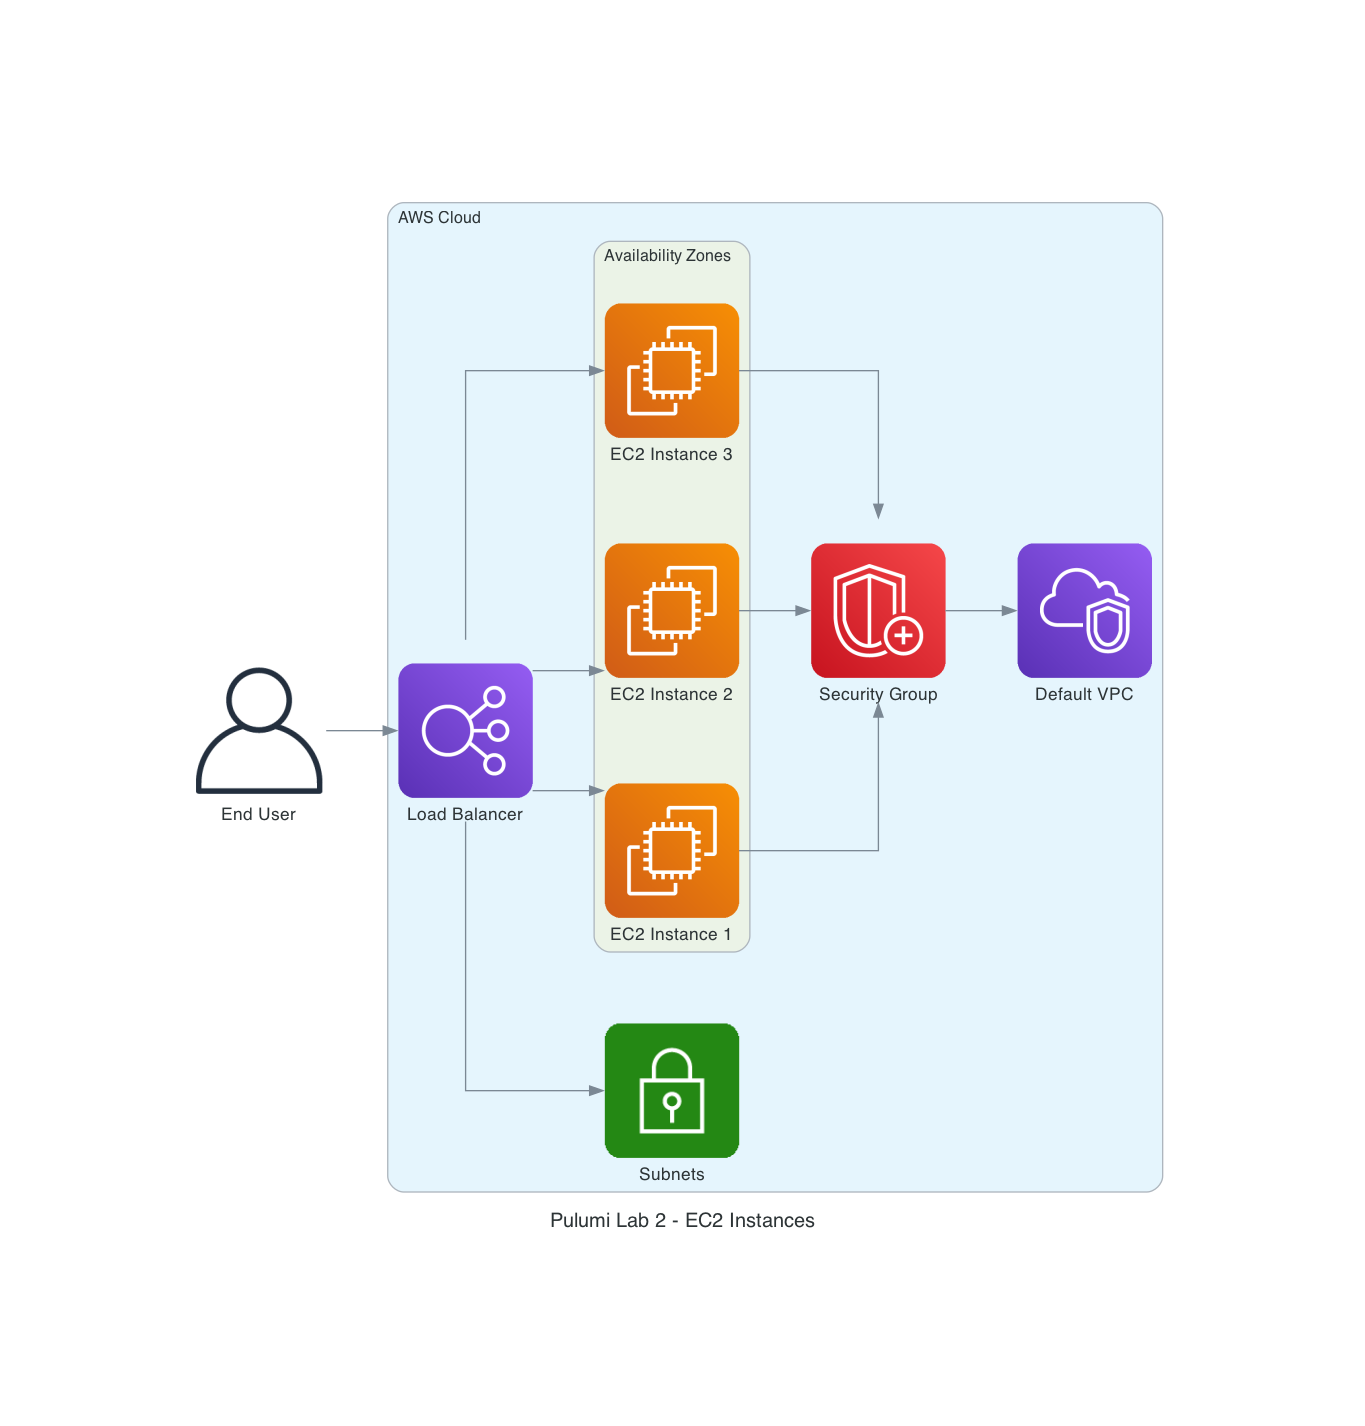 AWS Cloud
Availability Zones
EC2 Instance 3
EC2 Instance 2
Security Group
Default VPC
End User
Load Balancer
EC2 Instance 1
Subnets
Pulumi Lab 2 - EC2 Instances